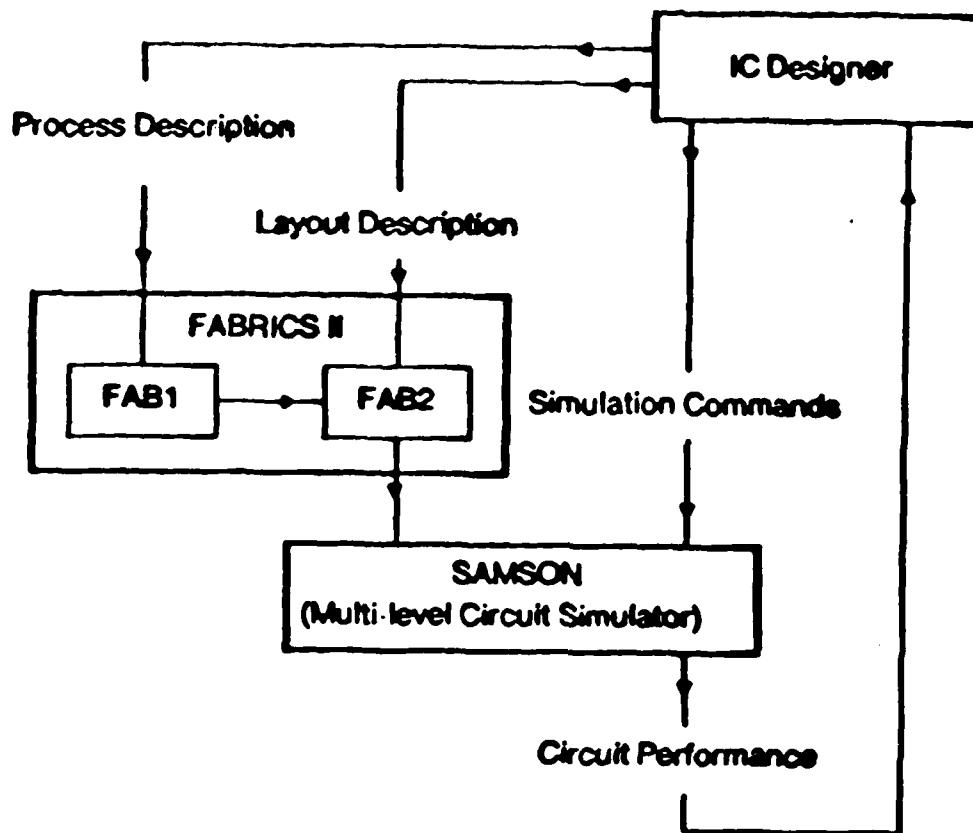 IC Designer
Process Description
Layout Description
FABRICS II
FAB1
FAB2
Simulation Commands
SAMSON
(Multi-level Circuit Simulator)
Circuit Performance